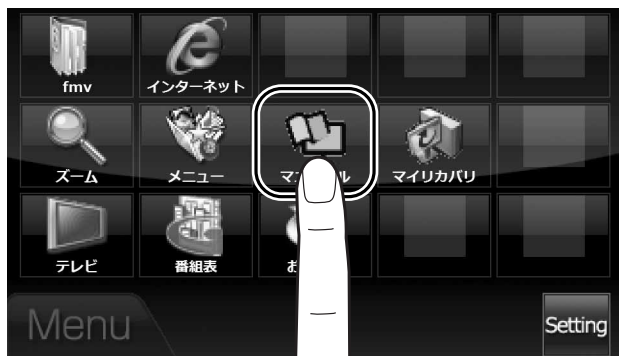 fmv
インターネット
ズーム
メニュー
マイリカバリ
テレビ
番組表
Menu
Setting